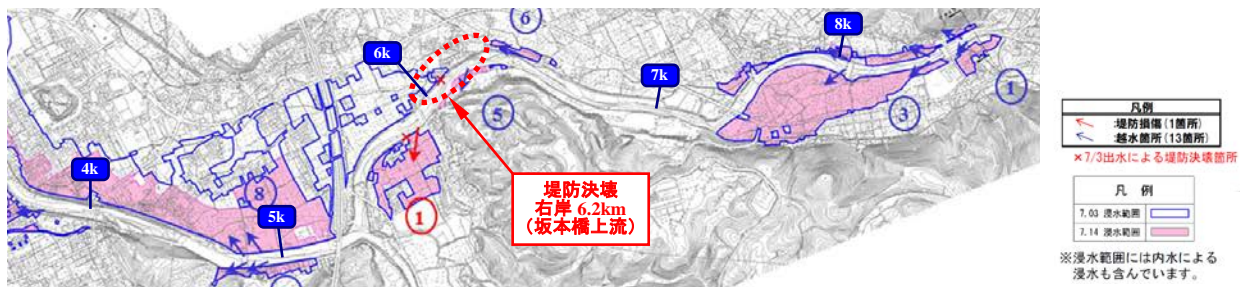 8k
6k
⑥
7k
①
⑤
③
凡例
:堤防損傷(1箇所)
:越水箇所(13箇所)
×7/3出水による堤防決壊箇所
4k
⑧
堤防決壊
右岸 6.2km
(坂本橋上流)
凡 例
7.03 浸水範囲
7.14 浸水範囲
5k
①
※浸水範囲には内水による
浸水も含んでいます。